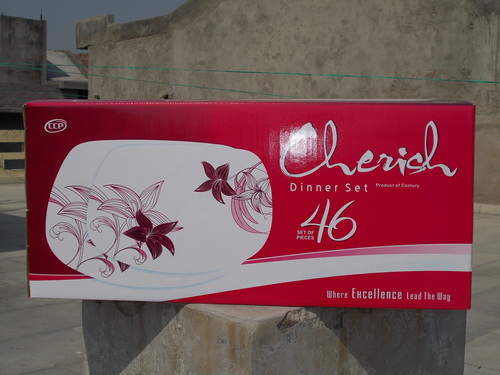 CCP
Cherish
Dinner Set Product of Century
SET OF
PIECES 46
Where Excellence Lead The Way